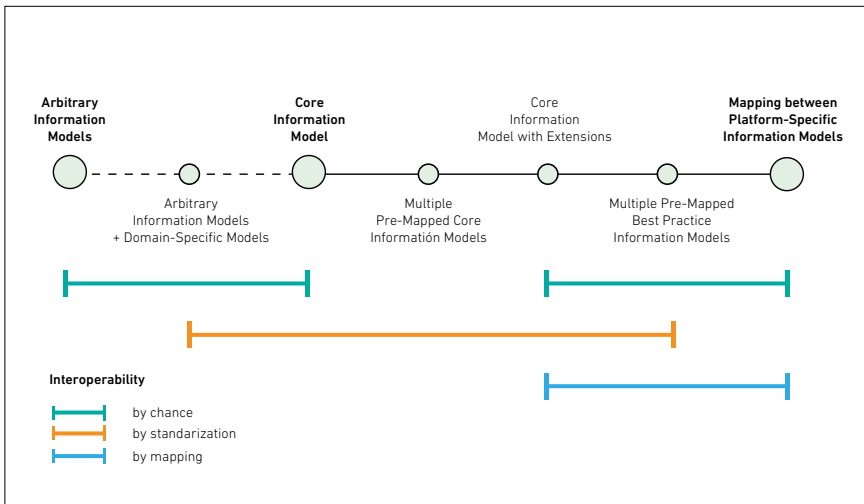 Arbitrary
Information
Models
Core
Information
Model
Core
Information
Model with Extensions
Mapping between
Platform-Specific
Information Models
Arbitrary
Information Models
+ Domain-Specific Models
Multiple
Pre-Mapped Core
Informatión Models
Multiple Pre-Mapped
Best Practice
Information Models
Interoperability
by chance
by standarization
by mapping